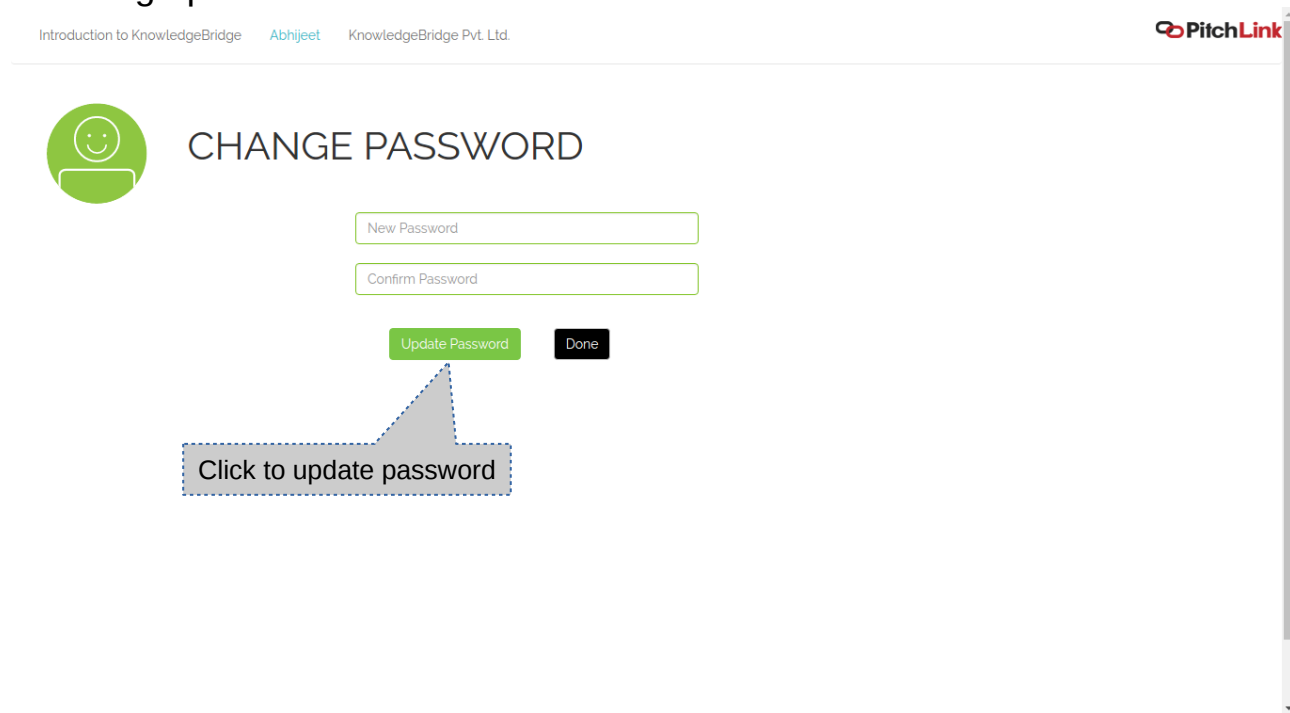 Introduction to KnowledgeBridge Abhijeet KnowledgeBridge Pvt. Ltd.
PitchLink
CHANGE PASSWORD
New Password
Confirm Password
Update Password Done
Click to update password